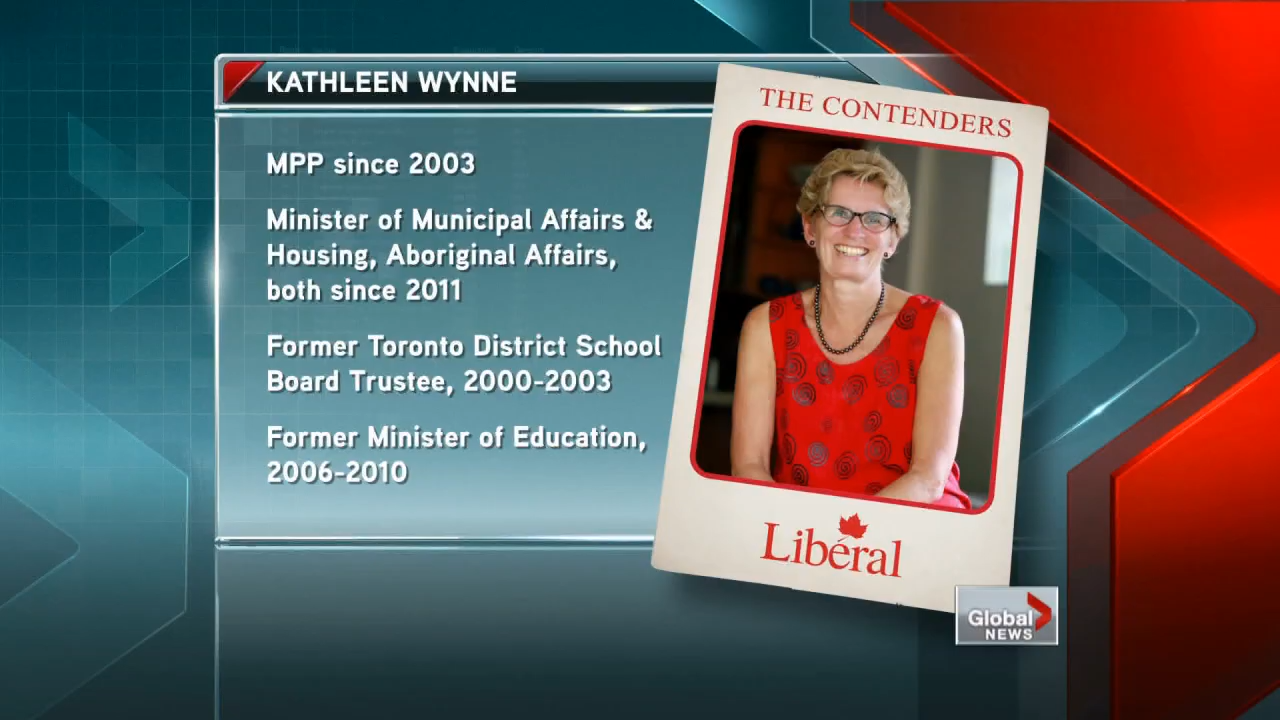 KATHLEEN WYNNE
MPP since 2003
Minister of Municipal Affairs &
Housing, Aboriginal Affairs,
both since 2011
Former Toronto District School
Board Trustee, 2000-2003
Former Minister of Education,
2006-2010
THE CONTENDERS
Libéral
Global
NEWS